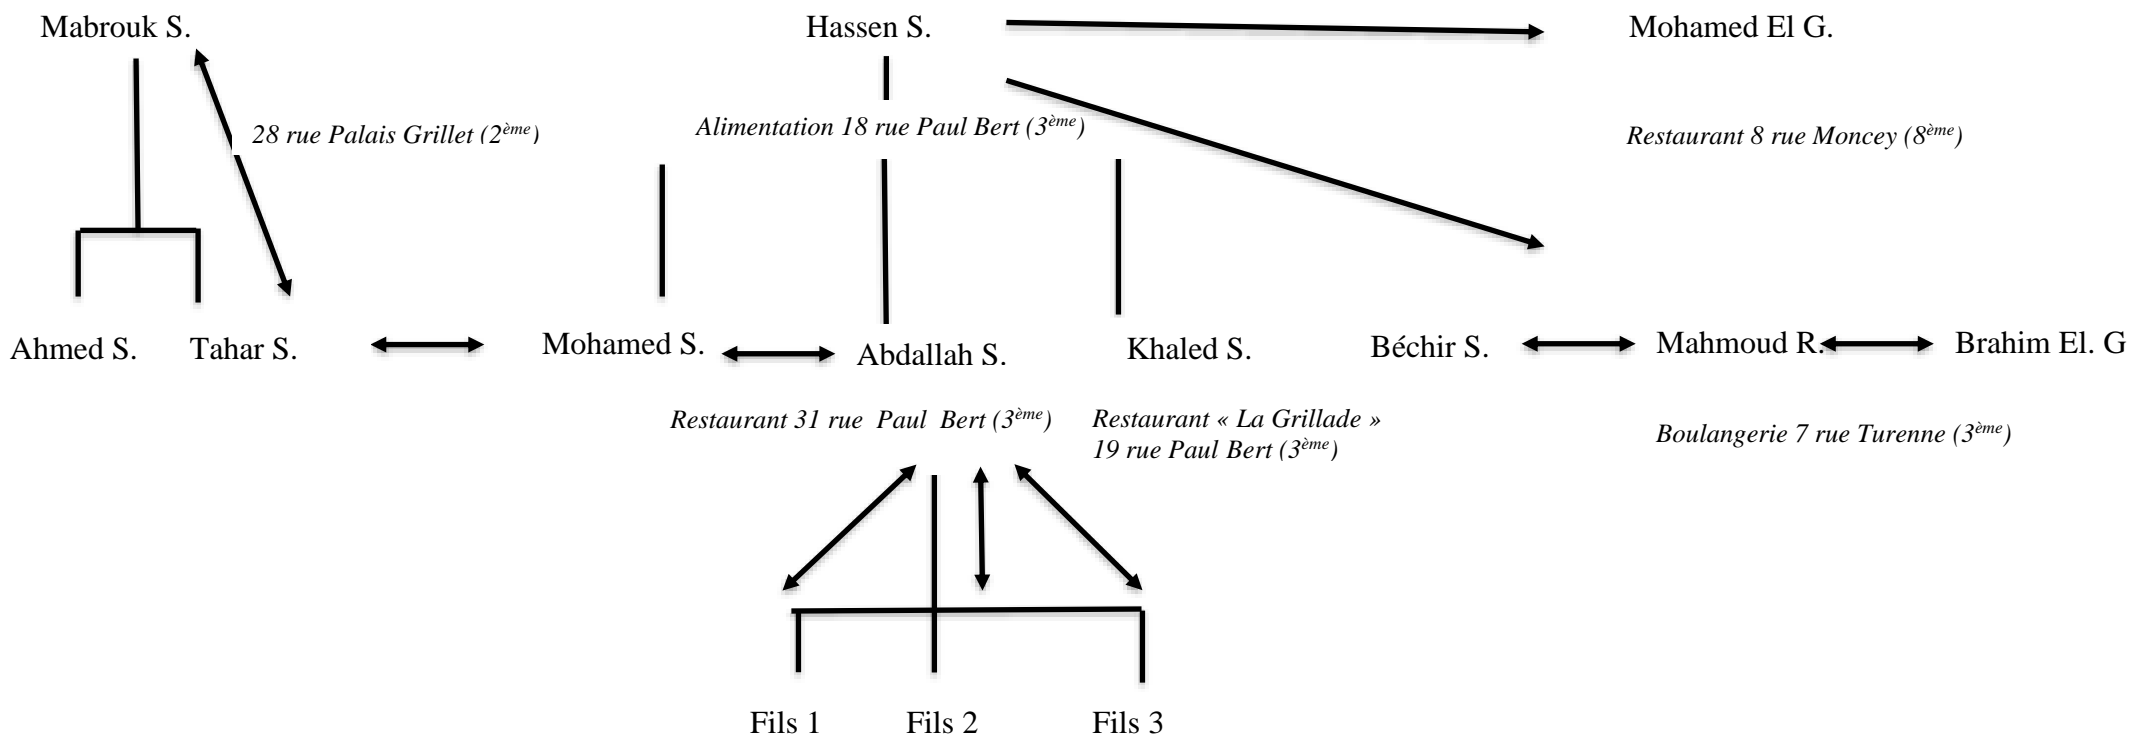 Mabrouk S.
Hassen S.
Mohamed El G.
28 rue Palais Grillet (2ème)
Alimentation 18 rue Paul Bert (3ème)
Restaurant 8 rue Moncey (8ème)
Ahmed S.
Tahar S.
Mohamed S.
Abdallah S.
Khaled S.
Béchir S.
Mahmoud R.
Brahim El. G
Restaurant 31 rue Paul Bert (3ème)
Restaurant « La Grillade »
19 rue Paul Bert (3ème)
Boulangerie 7 rue Turenne (3ème)
Fils 1
Fils 2
Fils 3